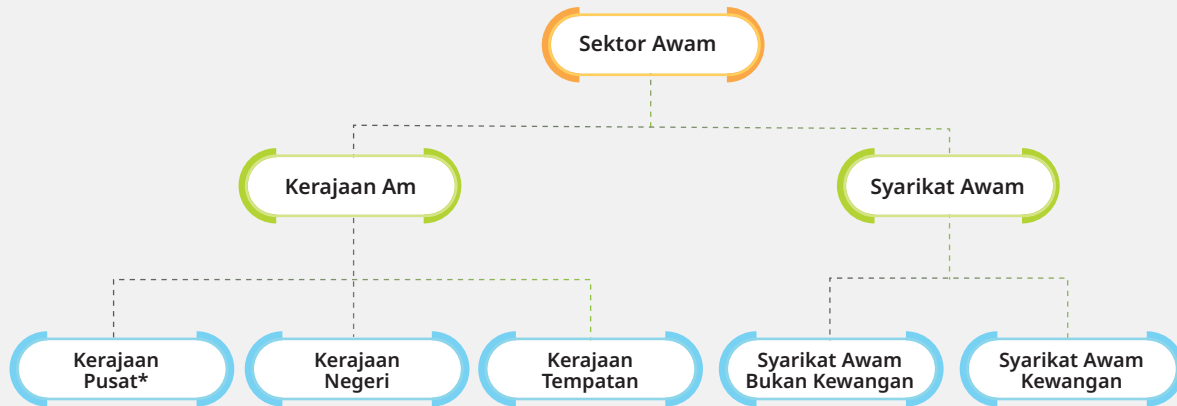 Sektor Awam
Kerajaan Am
Syarikat Awam
Kerajaan
Pusat*
Kerajaan
Negeri
Kerajaan
Tempatan
Syarikat Awam
Bukan Kewangan
Syarikat Awam
Kewangan